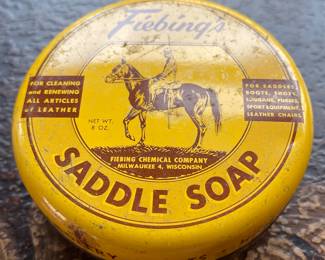 Fiebing's
FOR CLEANING
and RENEWING
ALL ARTICLES
of LEATHER
FOR SADDLES,
BOOTS, SHOES,
LUGGAGE, PURSES,
SPORT EQUIPMENT,
LEATHER CHAIRS
NET WT.
8 OZ.
FIEBING CHEMICAL COMPANY
MILWAUKEE 4, WISCONSIN
SADDLE SOAP